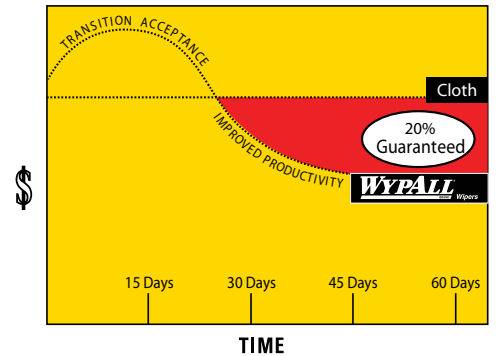 TRANSITION ACCEPTANCE
Cloth
20%
Guaranteed
IMPROVED PRODUCTIVITY
WYPALL
Wipers
$
15 Days
30 Days
45 Days
60 Days
TIME